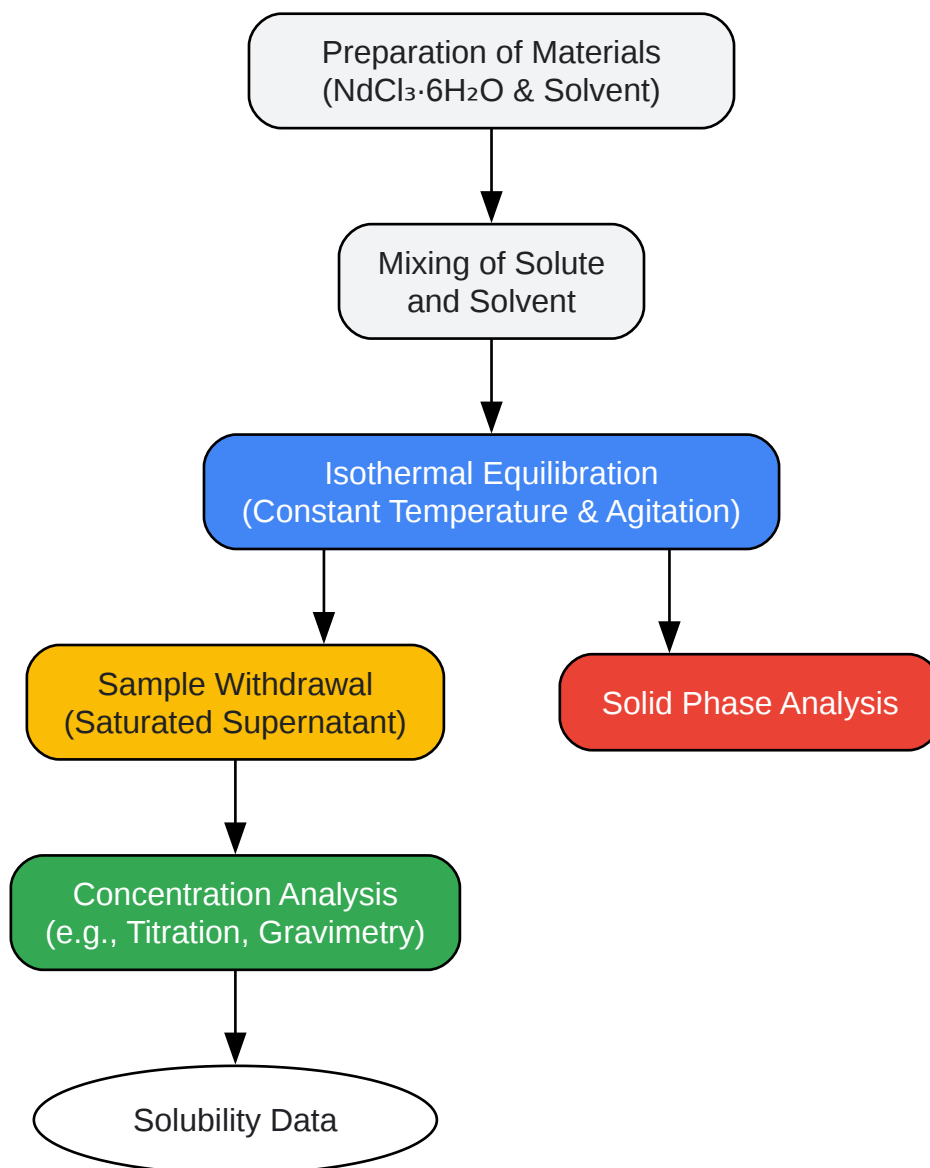 Preparation of Materials
(NdCl₃·6H₂O & Solvent)
Mixing of Solute
and Solvent
Isothermal Equilibration
(Constant Temperature & Agitation)
Sample Withdrawal
(Saturated Supernatant)
Solid Phase Analysis
Concentration Analysis
(e.g., Titration, Gravimetry)
Solubility Data